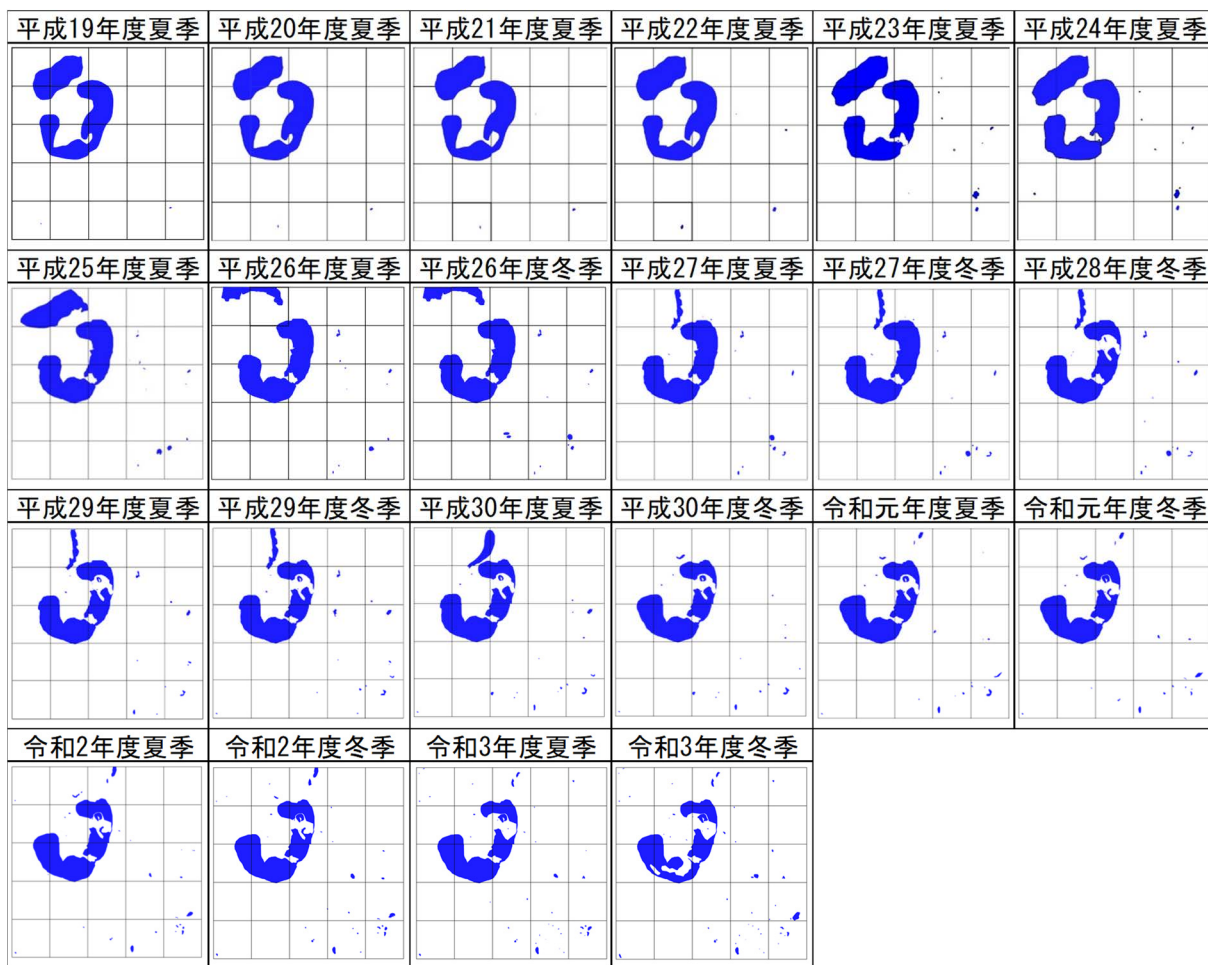 平成19年度夏季 平成20年度夏季 平成21年度夏季 平成22年度夏季 平成23年度夏季 平成24年度夏季
平成25年度夏季 平成26年度夏季 平成26年度冬季 平成27年度夏季 平成27年度冬季 平成28年度冬季
平成29年度夏季 平成29年度冬季 平成30年度夏季 平成30年度冬季 令和元年度夏季 令和元年度冬季
令和2年度夏季 令和2年度冬季 令和3年度夏季 令和3年度冬季